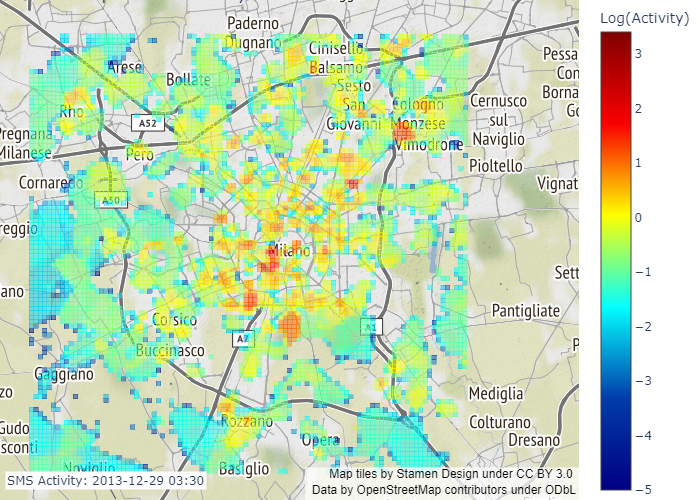 Log(Activity)
Paderno
Dugnano
Cinisello
Balsamo
Pessa
Con
Borna
Go
Arese
Bollate
Sesto
San
Giovanni
Cologno
Monzese
Cernusco
sul
Naviglio
Rho
A52
Pregnana
Milanese
Pero
Vimodrone
Pioltello
Cornaredo
A50
Vignat
reggio
Milano
Sett
ano
Corsico
A7
A1
Pantigliate
Buccinasco
P
Gaggiano
zo
Mediglia
Rozzano
Colturano
Gudo
sconti
Opera
Dresano
Noviglio
Basiglio
SMS Activity: 2013-12-29 03:30
Map tiles by Stamen Design under CC BY 3.0
Data by OpenStreetMap contributors under ODbL
3
2
1
0
−1
−2
−3
−4
−5